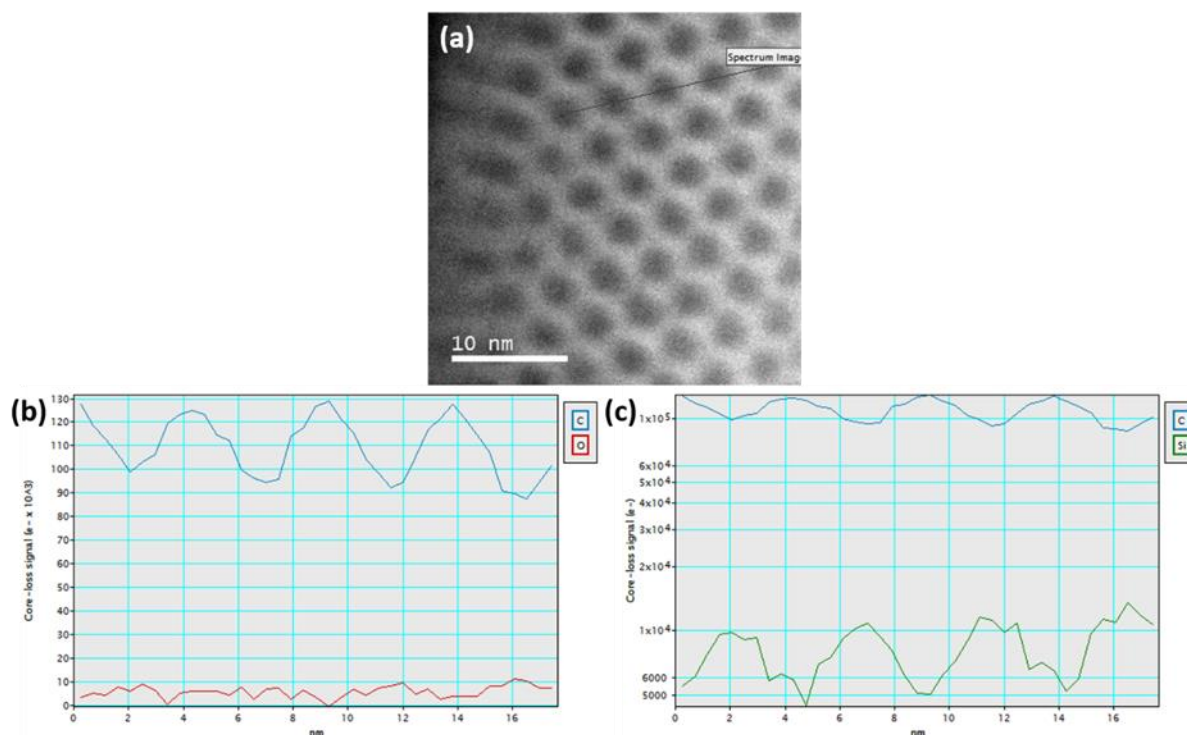 (a)
Spectrum Imag
10 nm
(b)
130
120
110
100
90
80
70
60
50
40
30
20
10
0
0 2 4 6 8 10 12 14 16
nm
Core-loss signal (e- x 10^3)
C
O
(c)
1x10⁵
6x10⁴
5x10⁴
4x10⁴
3x10⁴
2x10⁴
1x10⁴
6000
5000
0 2 4 6 8 10 12 14 16
nm
Core-loss signal (e-)
C
Si